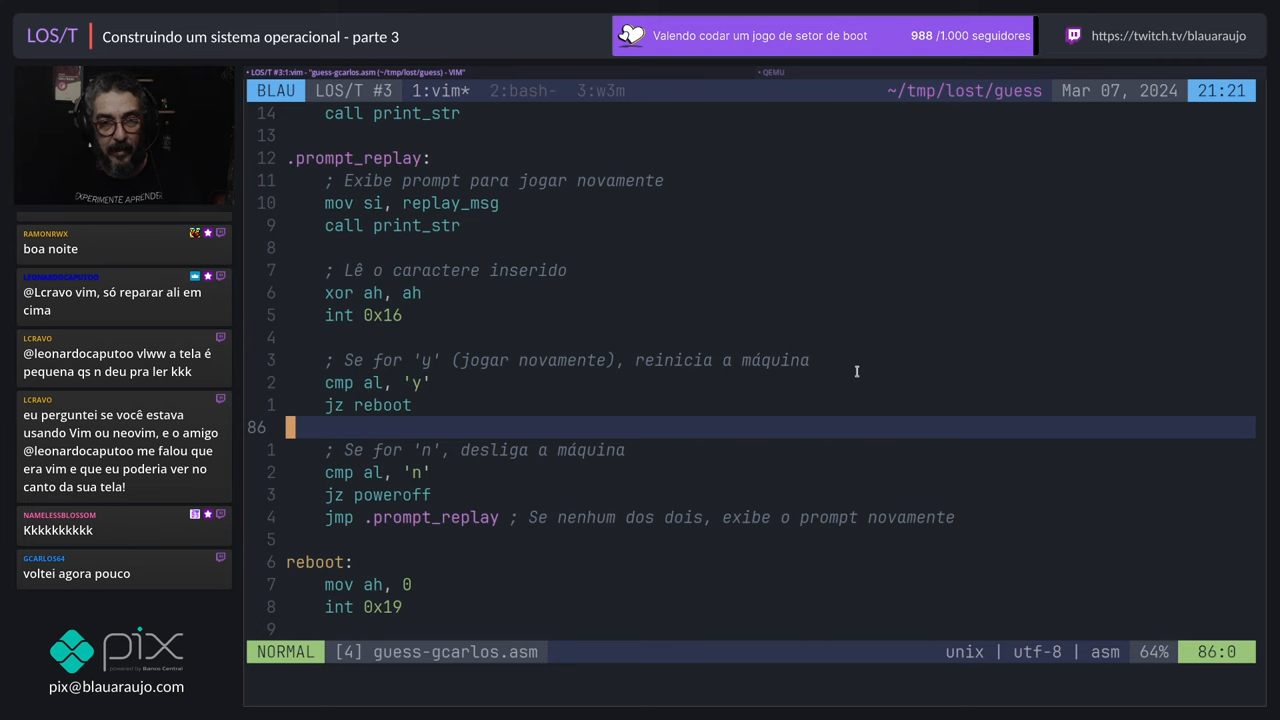 LOS/T
Construindo um sistema operacional - parte 3
Valendo codar um jogo de setor de boot 988 /1.000 seguidores
https://twitch.tv/blauaraujo
EXPERIMENTE APRENDER
RAMONRWX
boa noite
LEONARDOCAPUTOO
@Lcravo vim, só reparar ali em
cima
LCRAVO
@leonardocaputoo vlww a tela é
pequena qs n deu pra ler kkk
LCRAVO
eu perguntei se você estava
usando Vim ou neovim, e o amigo
@leonardocaputoo me falou que
era vim e que eu poderia ver no
canto da sua tela!
NAMELESSBLOSSOM
Kkkkkkkkkk
GCARLOS64
voltei agora pouco
pix
powered by Banco Central
pix@blauaraujo.com
• LOS/T #3:1:vim - "guess-gcarlos.asm (~/tmp/lost/guess) - VIM"
• QEMU
BLAU LOS/T #3 1:vim* 2:bash- 3:w3m ~/tmp/lost/guess Mar 07, 2024 21:21
14 call print_str
13
12 .prompt_replay:
11 ; Exibe prompt para jogar novamente
10 mov si, replay_msg
9 call print_str
8
7 ; Lê o caractere inserido
6 xor ah, ah
5 int 0x16
4
3 ; Se for 'y' (jogar novamente), reinicia a máquina
2 cmp al, 'y'
1 jz reboot
86
1 ; Se for 'n', desliga a máquina
2 cmp al, 'n'
3 jz poweroff
4 jmp .prompt_replay ; Se nenhum dos dois, exibe o prompt novamente
5
6 reboot:
7 mov ah, 0
8 int 0x19
9
NORMAL [4] guess-gcarlos.asm unix | utf-8 | asm 64% 86:0